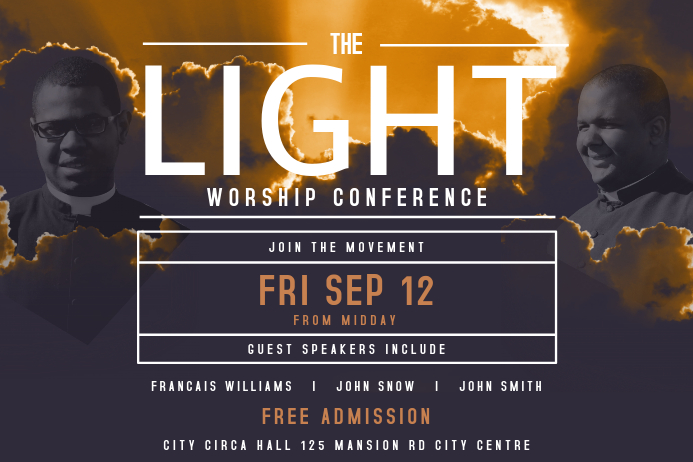 THE
LIGHT
WORSHIP CONFERENCE
JOIN THE MOVEMENT
FRI SEP 12
FROM MIDDAY
GUEST SPEAKERS INCLUDE
FRANCAIS WILLIAMS | JOHN SNOW | JOHN SMITH
FREE ADMISSION
CITY CIRCA HALL 125 MANSION RD CITY CENTRE